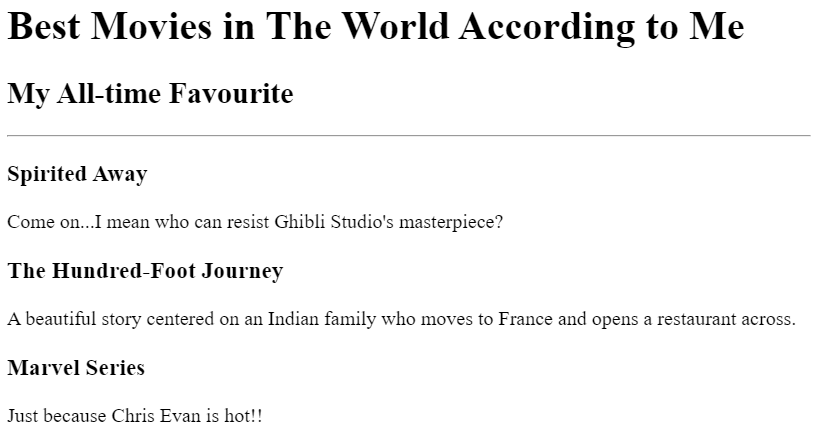 Best Movies in The World According to Me
My All-time Favourite
Spirited Away
Come on...I mean who can resist Ghibli Studio's masterpiece?
The Hundred-Foot Journey
A beautiful story centered on an Indian family who moves to France and opens a restaurant across.
Marvel Series
Just because Chris Evan is hot!!